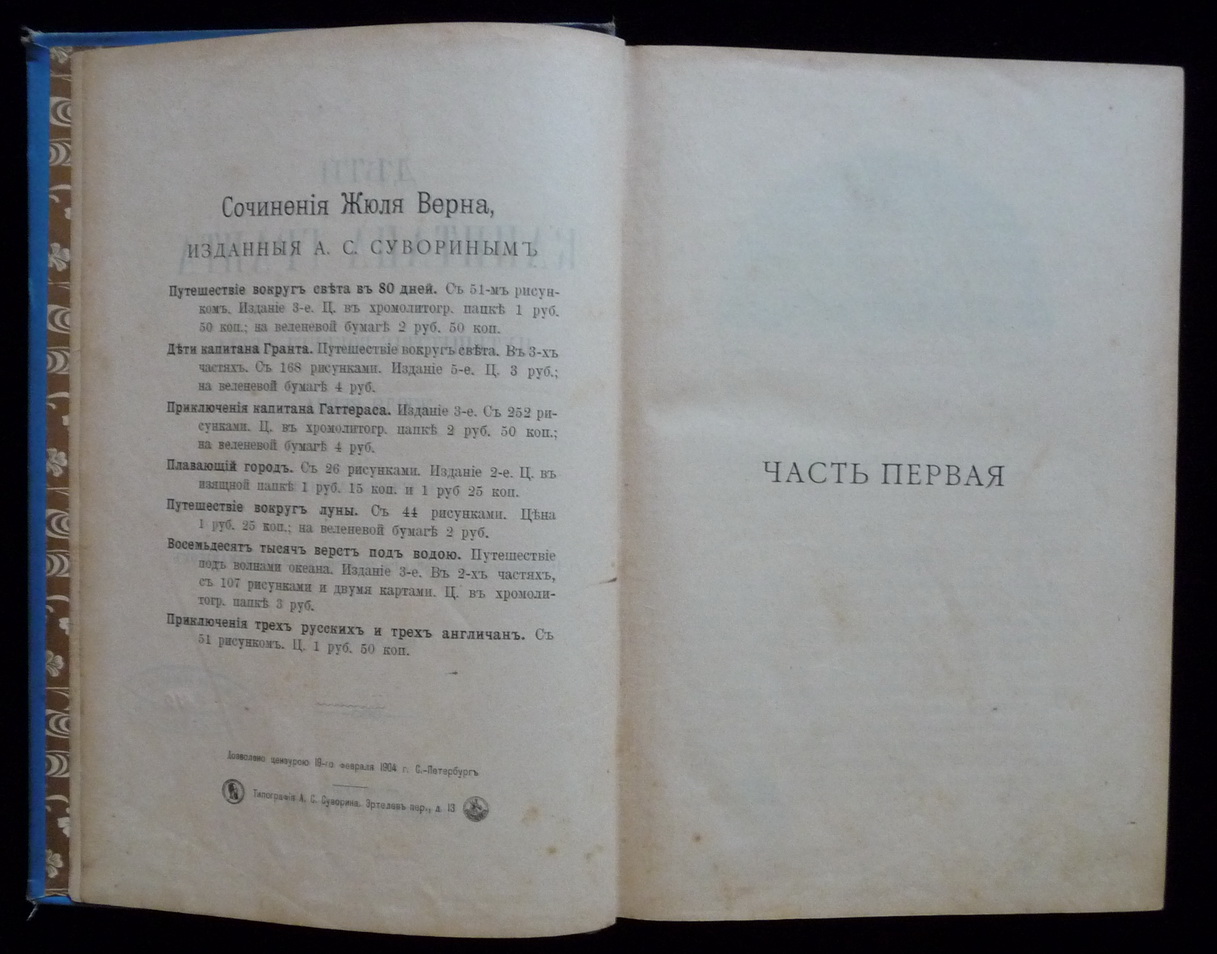 Сочиненія Жюля Верна,
ИЗДАННЫЯ А. С. СУВОРИНЫМЪ
Путешествіе вокругъ свѣта въ 80 дней. Съ 51-мъ рисун-
комъ. Изданіе 3-е. Ц. въ хромолитогр. папкѣ 1 руб.
50 коп.; на веленевой бумагѣ 2 руб. 50 коп.
Дѣти капитана Гранта. Путешествіе вокругъ свѣта. Въ 3-хъ
частяхъ. Съ 168 рисунками. Изданіе 5-е. Ц. 3 руб.;
на веленевой бумагѣ 4 руб.
Приключенія капитана Гаттераса. Изданіе 3-е. Съ 252 ри-
сунками. Ц. въ хромолитогр. папкѣ 2 руб. 50 коп.;
на веленевой бумагѣ 4 руб.
Плавающій городъ. Съ 26 рисунками. Изданіе 2-е. Ц. въ
изящной папкѣ 1 руб. 15 коп. и 1 руб 25 коп.
Путешествіе вокругъ луны. Съ 44 рисунками. Цѣна
1 руб. 25 коп.; на веленевой бумагѣ 2 руб.
Восемьдесятъ тысячъ верстъ подъ водою. Путешествіе
подъ волнами океана. Изданіе 3-е. Въ 2-хъ частяхъ,
съ 107 рисунками и двумя картами. Ц. въ хромоли-
тогр. папкѣ 3 руб.
Приключенія трехъ русскихъ и трехъ англичан. Съ
51 рисункомъ. Ц. 1 руб. 50 коп.
Дозволено цензурою 19-го февраля 1904 г. С.-Петербургъ
Типографія А. С. Суворина. Эртелевъ пер., д. 13
ЧАСТЬ ПЕРВАЯ